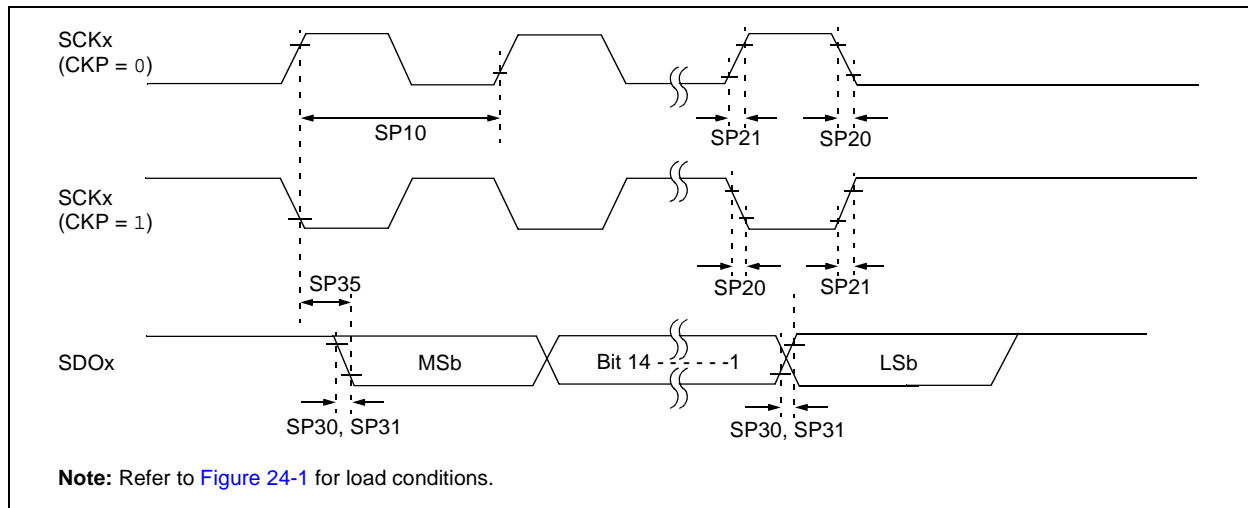 SCKx
(CKP = 0)
SP10
SP21
SP20
SCKx
(CKP = 1)
SP35
SP20
SP21
SDOx
MSb
Bit 14 - - - - - -1
LSb
SP30, SP31
SP30, SP31
Note: Refer to Figure 24-1 for load conditions.